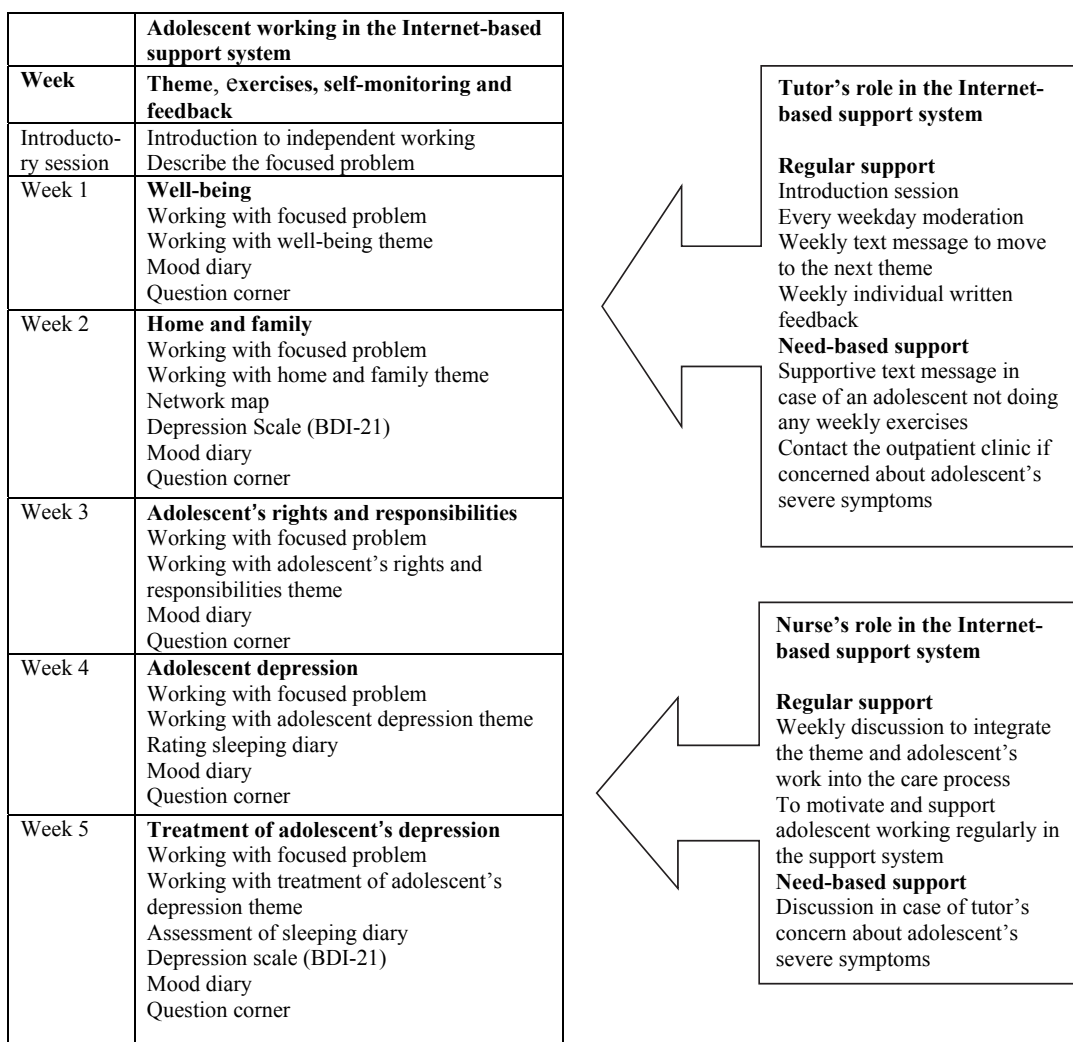 Adolescent working in the Internet-based
support system
Week
Theme, exercises, self-monitoring and
feedback
Introducto-
ry session
Introduction to independent working
Describe the focused problem
Week 1
Well-being
Working with focused problem
Working with well-being theme
Mood diary
Question corner
Week 2
Home and family
Working with focused problem
Working with home and family theme
Network map
Depression Scale (BDI-21)
Mood diary
Question corner
Week 3
Adolescent's rights and responsibilities
Working with focused problem
Working with adolescent's rights and
responsibilities theme
Mood diary
Question corner
Week 4
Adolescent depression
Working with focused problem
Working with adolescent depression theme
Rating sleeping diary
Mood diary
Question corner
Week 5
Treatment of adolescent's depression
Working with focused problem
Working with treatment of adolescent's
depression theme
Assessment of sleeping diary
Depression scale (BDI-21)
Mood diary
Question corner
Tutor's role in the Internet-
based support system
Regular support
Introduction session
Every weekday moderation
Weekly text message to move
to the next theme
Weekly individual written
feedback
Need-based support
Supportive text message in
case of an adolescent not doing
any weekly exercises
Contact the outpatient clinic if
concerned about adolescent's
severe symptoms
Nurse's role in the Internet-
based support system
Regular support
Weekly discussion to integrate
the theme and adolescent's
work into the care process
To motivate and support
adolescent working regularly in
the support system
Need-based support
Discussion in case of tutor's
concern about adolescent's
severe symptoms